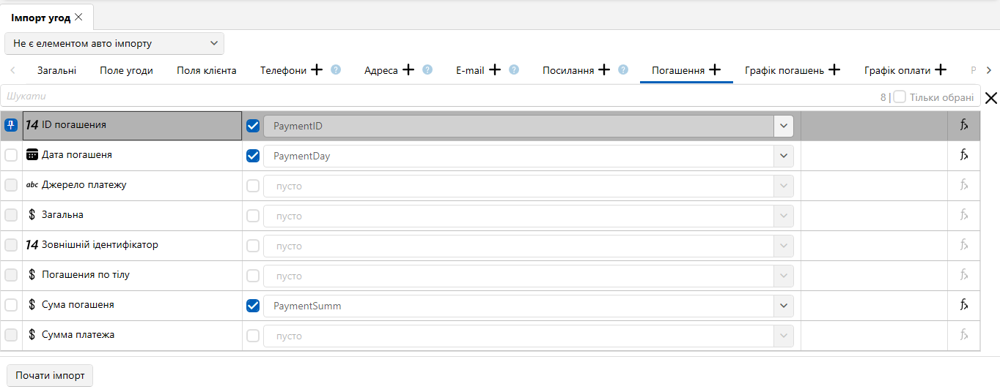 Імпорт угод
Не є елементом авто імпорту
Загальні Поле угоди Поля клієнта Телефони Адреса E-mail Посилання Погашення Графік погашень Графік оплати Р
Шукати 8 | Тільки обрані
14 ID погашения PaymentID fx
Дата погашеня PaymentDay fx
abc Джерело платежу пусто fx
$ Загальна пусто fx
14 Зовнішній ідентифікатор пусто fx
$ Погашения по тілу пусто fx
$ Сума погашеня PaymentSumm fx
$ Сумма платежа пусто fx
Почати імпорт